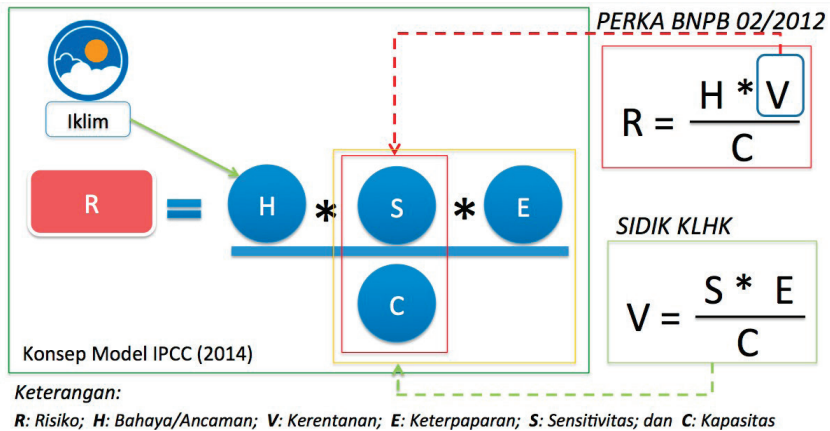 PERKA BNPB 02/2012
Iklim
R = H * V
C
R = H * S * E
C
SIDIK KLHK
V = S * E
C
Konsep Model IPCC (2014)
Keterangan:
R: Risiko; H: Bahaya/Ancaman; V: Kerentanan; E: Keterpaparan; S: Sensitivitas; dan C: Kapasitas